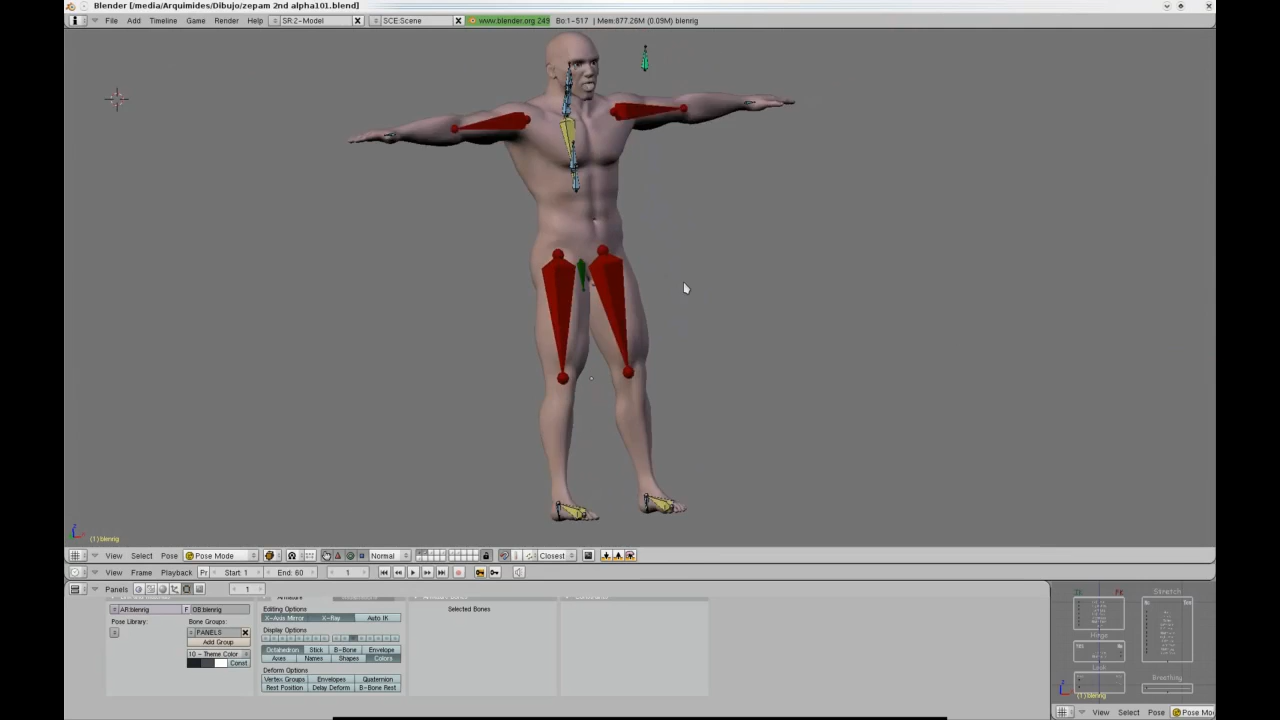 Blender [/media/Arquimides/Dibujo/zepam 2nd alpha101.blend]
File Add Timeline Game Render Help SR:2-Model SCE:Scene www.blender.org 249 Bo:1-517 | Mem:677.26M (0.09M) blenrig
(1) blenrig
View Select Pose Pose Mode Normal Closest
View Frame Playback Pr Start: 1 End: 60 1
Panels 1
AR:blenrig F OB:blenrig
Pose Library: Bone Groups:
PANELS
Add Group
10 - Theme Color
Const
Editing Options
X-Axis Mirror X-Ray Auto IK
Display Options
Octahedron Stick B-Bone Envelope
Axes Names Shapes Colors
Deform Options
Vertex Groups Envelopes Quaternion
Rest Position Delay Deform B-Bone Rest
Selected Bones
Stretch
Hinge
Breathing
(1) blenrig
View Select Pose Pose Mo